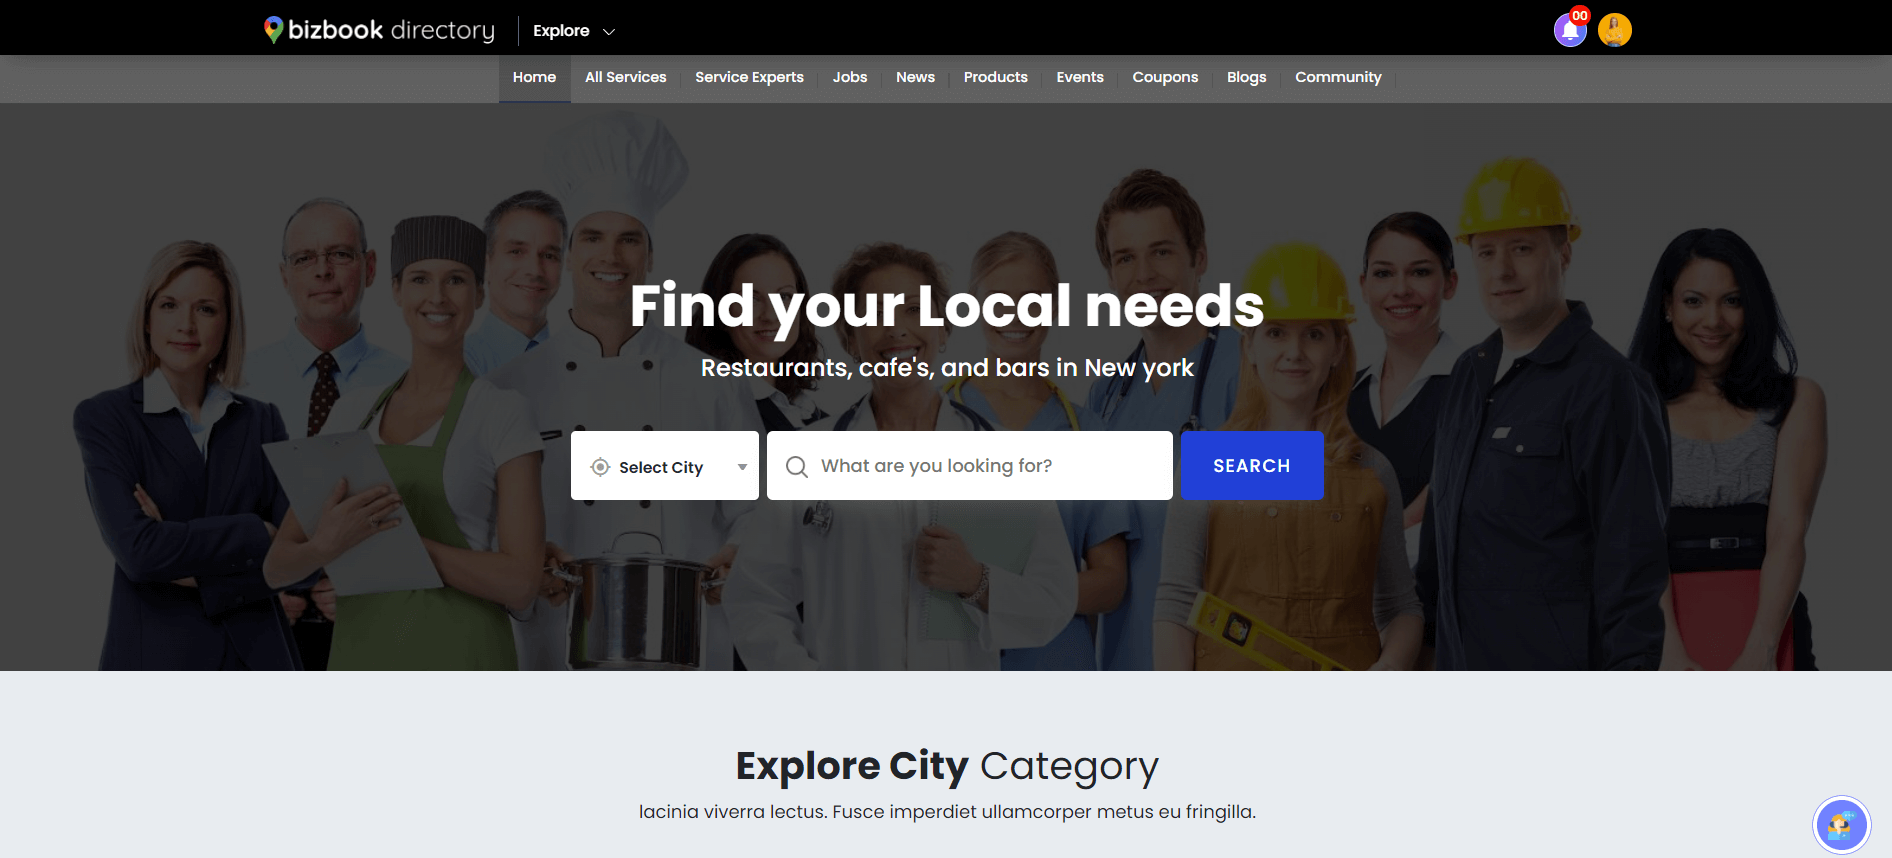 bizbook directory
Explore
00
Home
All Services
Service Experts
Jobs
News
Products
Events
Coupons
Blogs
Community
Find your Local needs
Restaurants, cafe's, and bars in New york
Select City
What are you looking for?
SEARCH
Explore City Category
lacinia viverra lectus. Fusce imperdiet ullamcorper metus eu fringilla.